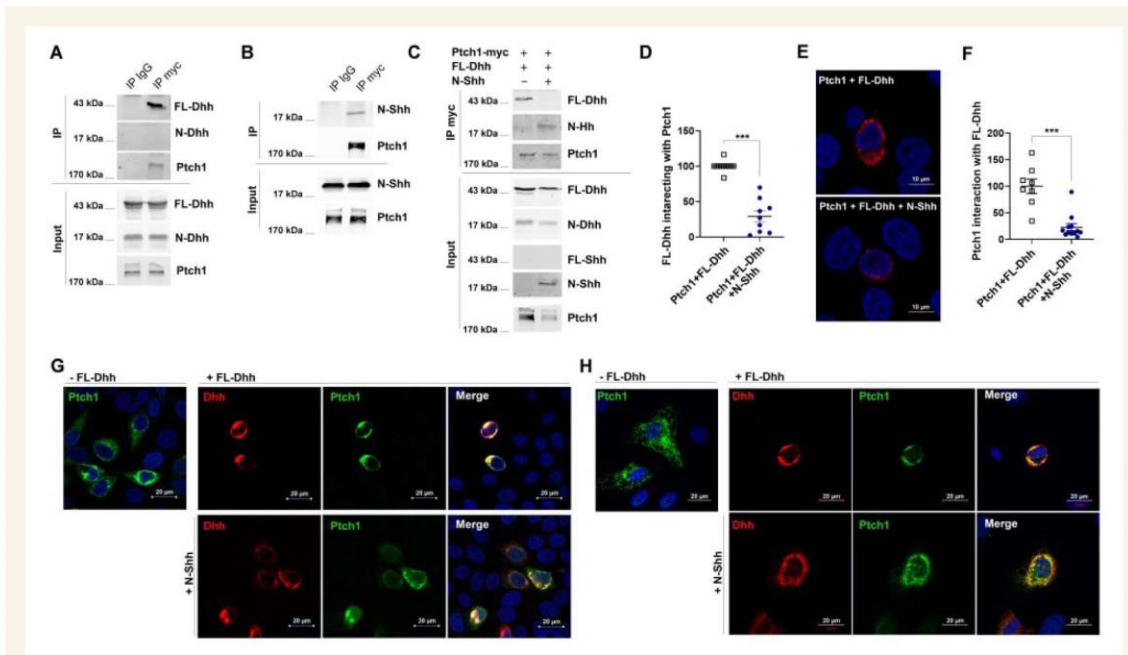 A
IP IgG
IP myc
IP
43 kDa
FL-Dhh
17 kDa
N-Dhh
170 kDa
Ptch1
Input
43 kDa
FL-Dhh
17 kDa
N-Dhh
170 kDa
Ptch1
B
IP IgG
IP myc
IP
17 kDa
N-Shh
170 kDa
Ptch1
Input
17 kDa
N-Shh
170 kDa
Ptch1
C
Ptch1-myc + +
FL-Dhh + +
N-Shh – +
IP myc
43 kDa
FL-Dhh
17 kDa
N-Hh
170 kDa
Ptch1
Input
43 kDa
FL-Dhh
17 kDa
N-Dhh
43 kDa
FL-Shh
17 kDa
N-Shh
170 kDa
Ptch1
D
FL-Dhh intarecting with Ptch1
150
100
50
0
***
Ptch1+FL-Dhh
Ptch1+FL-Dhh
+N-Shh
E
Ptch1 + FL-Dhh
10 µm
Ptch1 + FL-Dhh + N-Shh
10 µm
F
Ptch1 interaction with FL-Dhh
200
150
100
50
0
***
Ptch1+FL-Dhh
Ptch1+FL-Dhh
+N-Shh
G
- FL-Dhh
+ FL-Dhh
Ptch1
20 µm
Dhh
20 µm
Ptch1
20 µm
Merge
20 µm
+ N-Shh
Dhh
20 µm
Ptch1
20 µm
Merge
20 µm
H
- FL-Dhh
+ FL-Dhh
Ptch1
20 µm
Dhh
20 µm
Ptch1
20 µm
Merge
20 µm
+ N-Shh
Dhh
20 µm
Ptch1
20 µm
Merge
20 µm